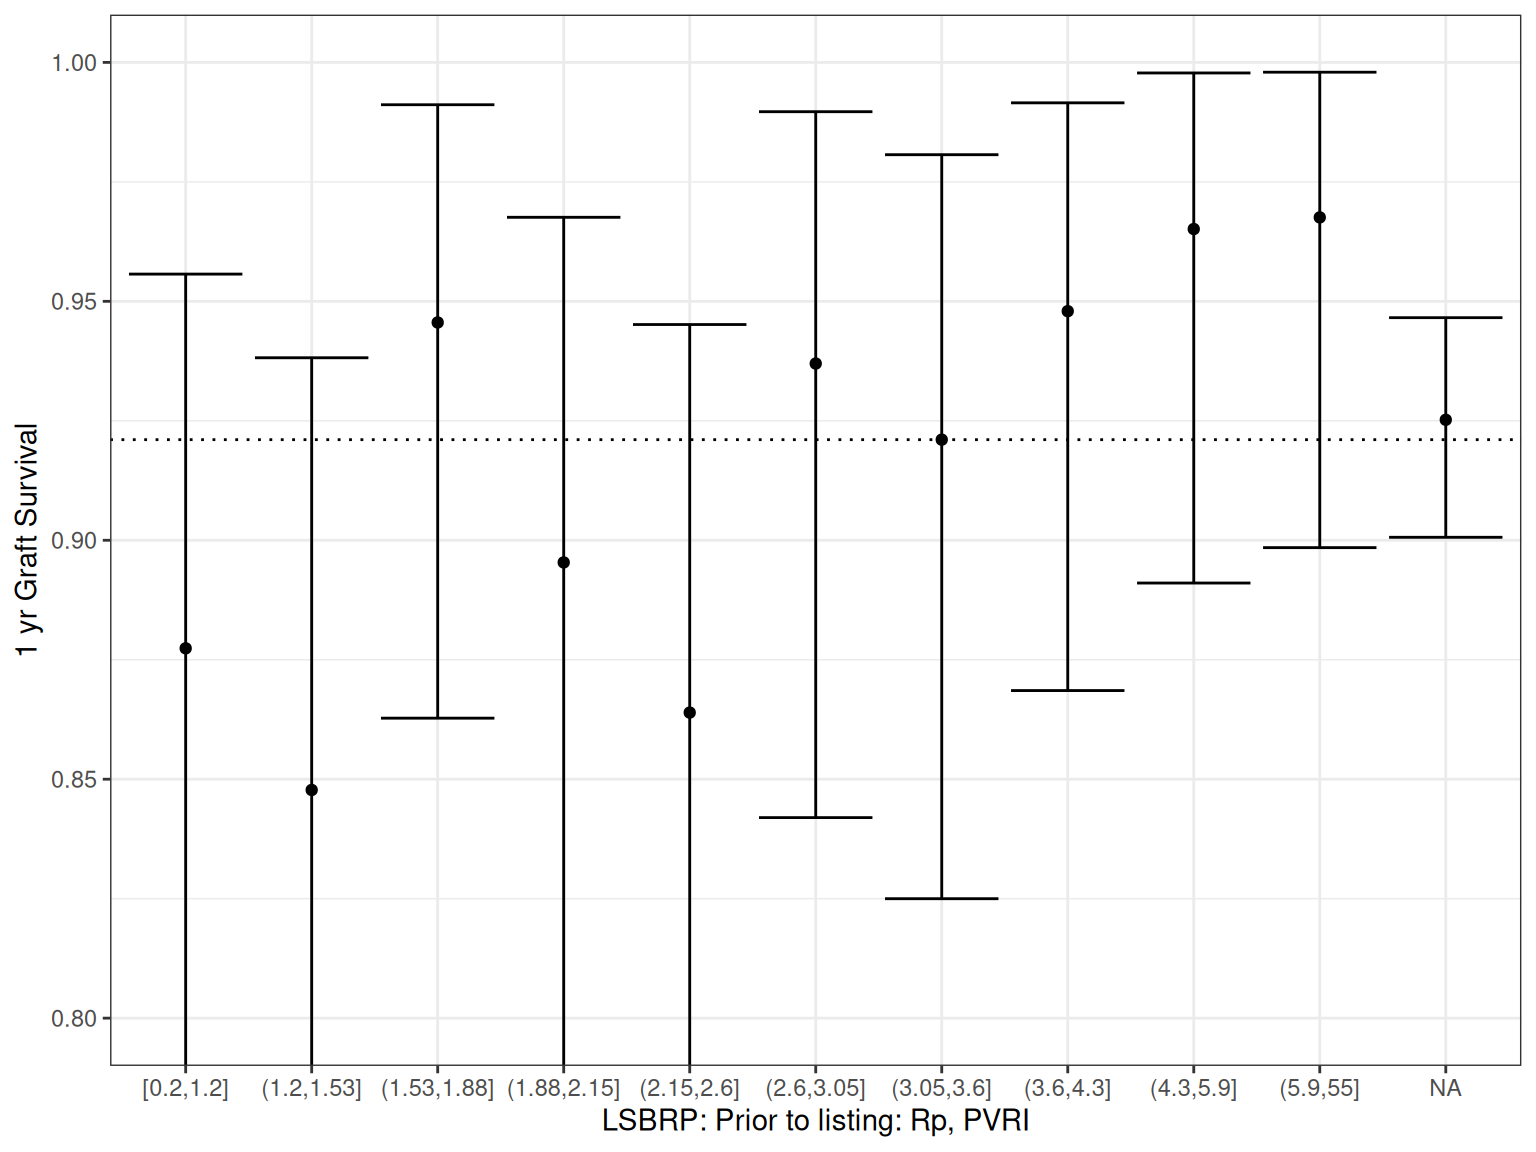 1.00
0.95
0.90
0.85
0.80
1 yr Graft Survival
[0.2,1.2] (1.2,1.53] (1.53,1.88] (1.88,2.15] (2.15,2.6] (2.6,3.05] (3.05,3.6] (3.6,4.3] (4.3,5.9] (5.9,55] NA
LSBRP: Prior to listing: Rp, PVRI